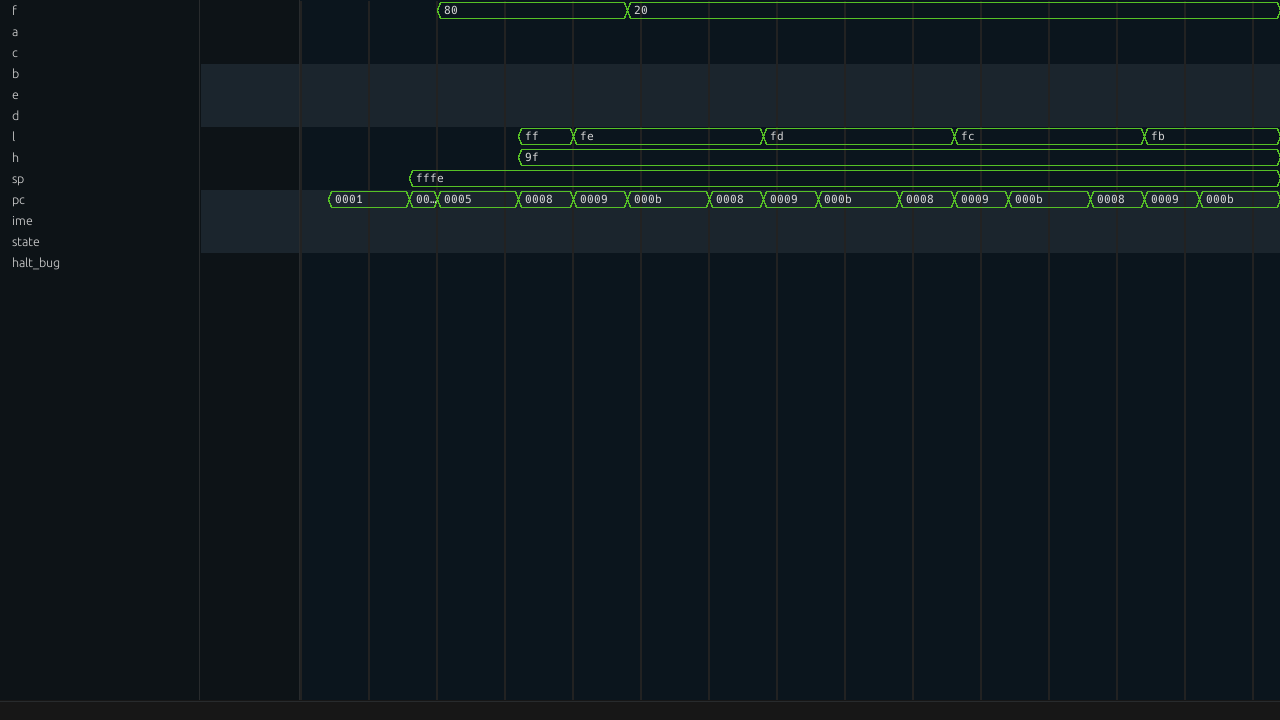 f 80 20
a
c
b
e
d
l ff fe fd fc fb
h 9f
sp fffe
pc 0001 00… 0005 0008 0009 000b 0008 0009 000b 0008 0009 000b 0008 0009 000b
ime
state
halt_bug